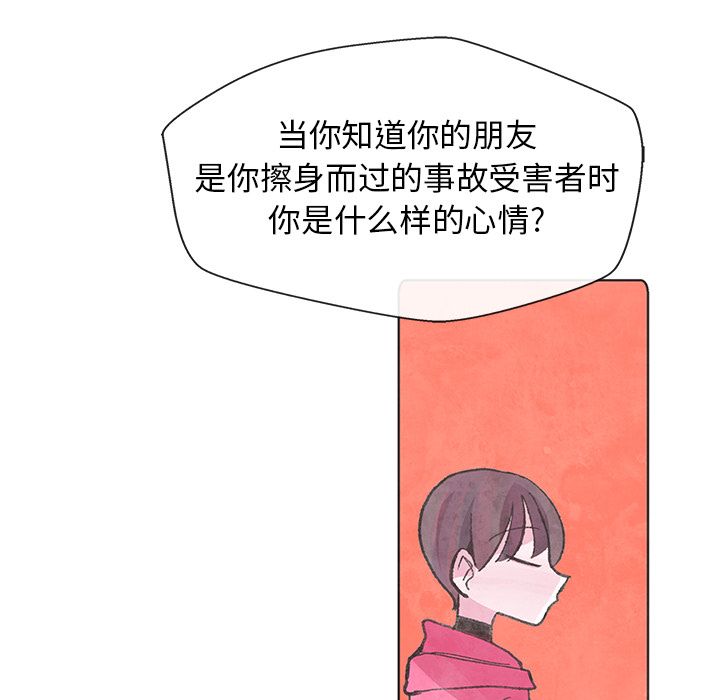 当你知道你的朋友
是你擦身而过的事故受害者时
你是什么样的心情?